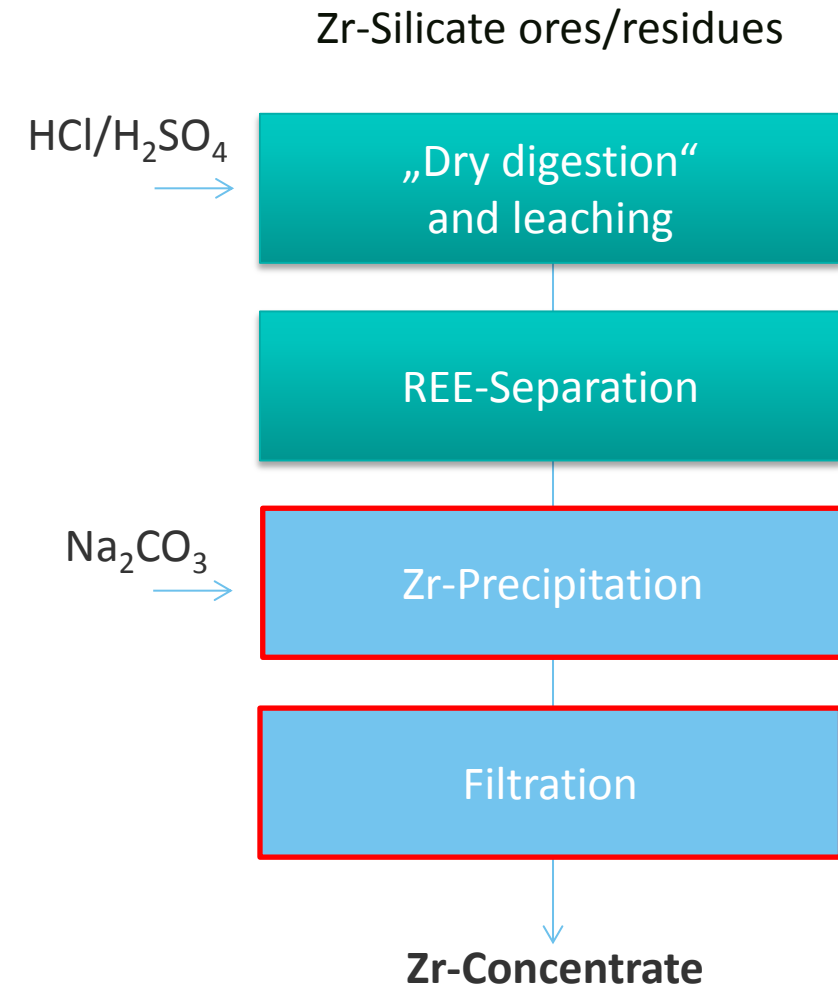 Zr-Silicate ores/residues
HCl/H₂SO₄
„Dry digestion“
and leaching
REE-Separation
Na₂CO₃
Zr-Precipitation
Filtration
Zr-Concentrate